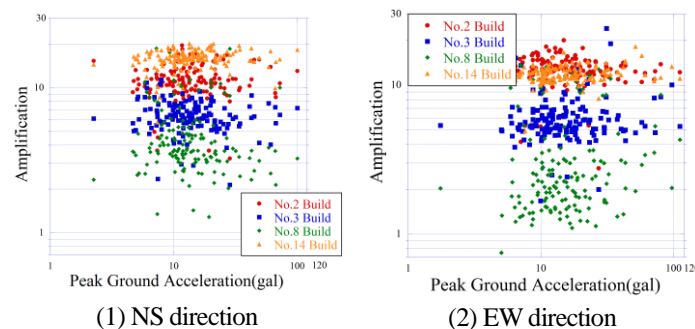 30
10
1
Amplification
No.2 Build
No.3 Build
No.8 Build
No.14 Build
1
10
100 120
Peak Ground Acceleration(gal)
(1) NS direction
30
10
1
Amplification
No.2 Build
No.3 Build
No.8 Build
No.14 Build
1
10
100 120
Peak Ground Acceleration(gal)
(2) EW direction